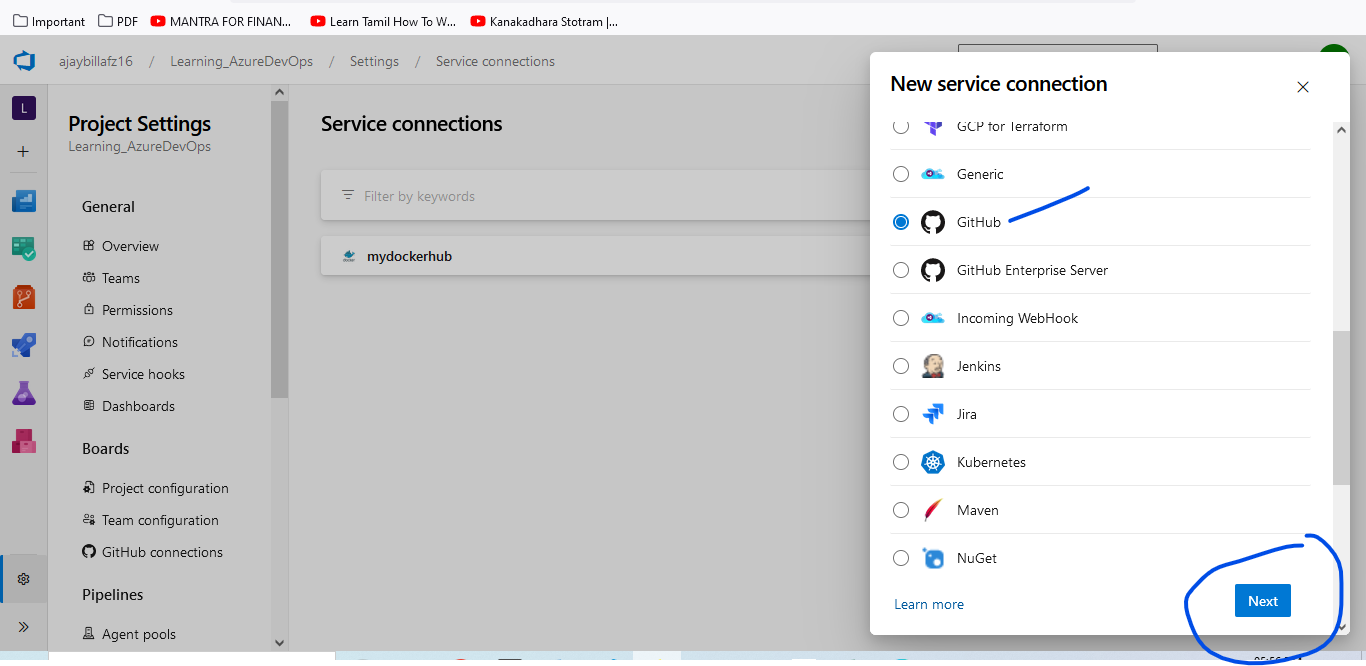 Important PDF MANTRA FOR FINAN... Learn Tamil How To W... Kanakadhara Stotram |...
ajaybillafz16 / Learning_AzureDevOps / Settings / Service connections
L
Project Settings
Learning_AzureDevOps
General
Overview
Teams
Permissions
Notifications
Service hooks
Dashboards
Boards
Project configuration
Team configuration
GitHub connections
Pipelines
Agent pools
Service connections
Filter by keywords
mydockerhub
New service connection
GCP for Terraform
Generic
GitHub
GitHub Enterprise Server
Incoming WebHook
Jenkins
Jira
Kubernetes
Maven
NuGet
Learn more
Next